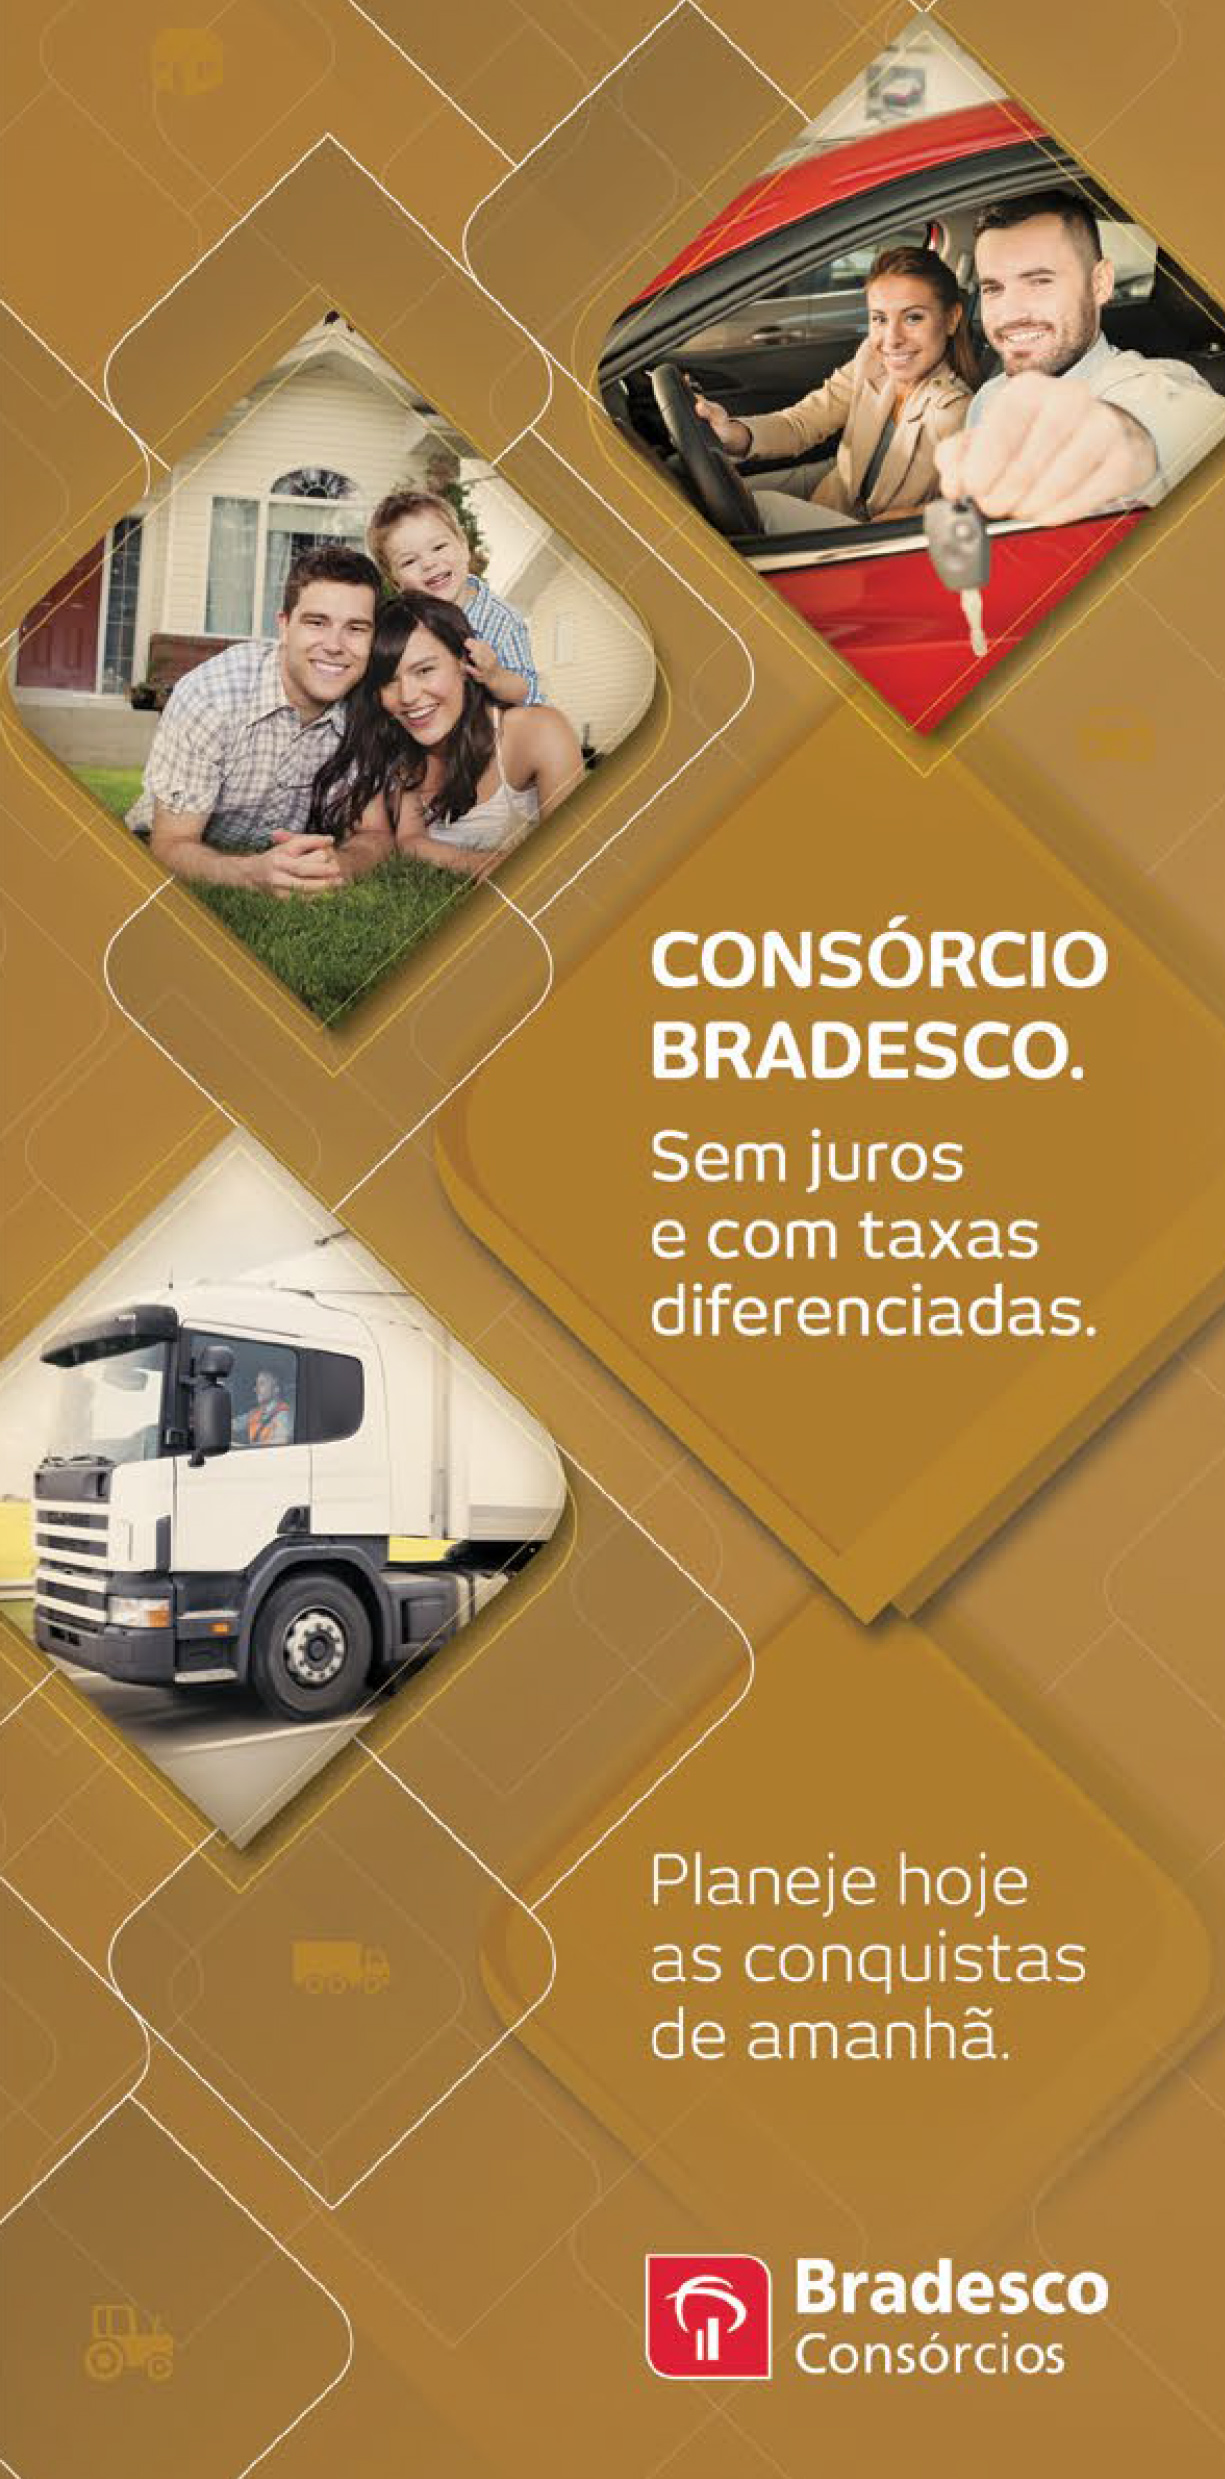 CONSÓRCIO
BRADESCO.
Sem juros
e com taxas
diferenciadas.
Planeje hoje
as conquistas
de amanhã.
Bradesco
Consórcios